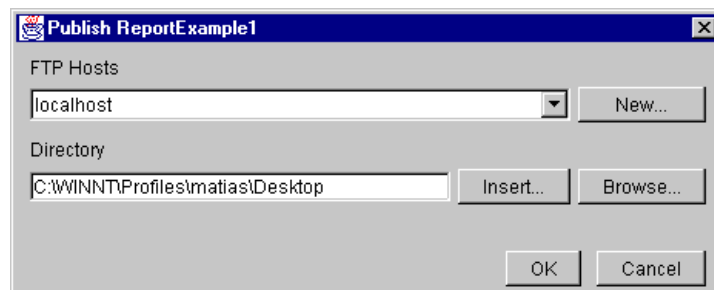 Publish ReportExample1
FTP Hosts
localhost
New...
Directory
C:\WINNT\Profiles\matias\Desktop
Insert...
Browse...
OK
Cancel